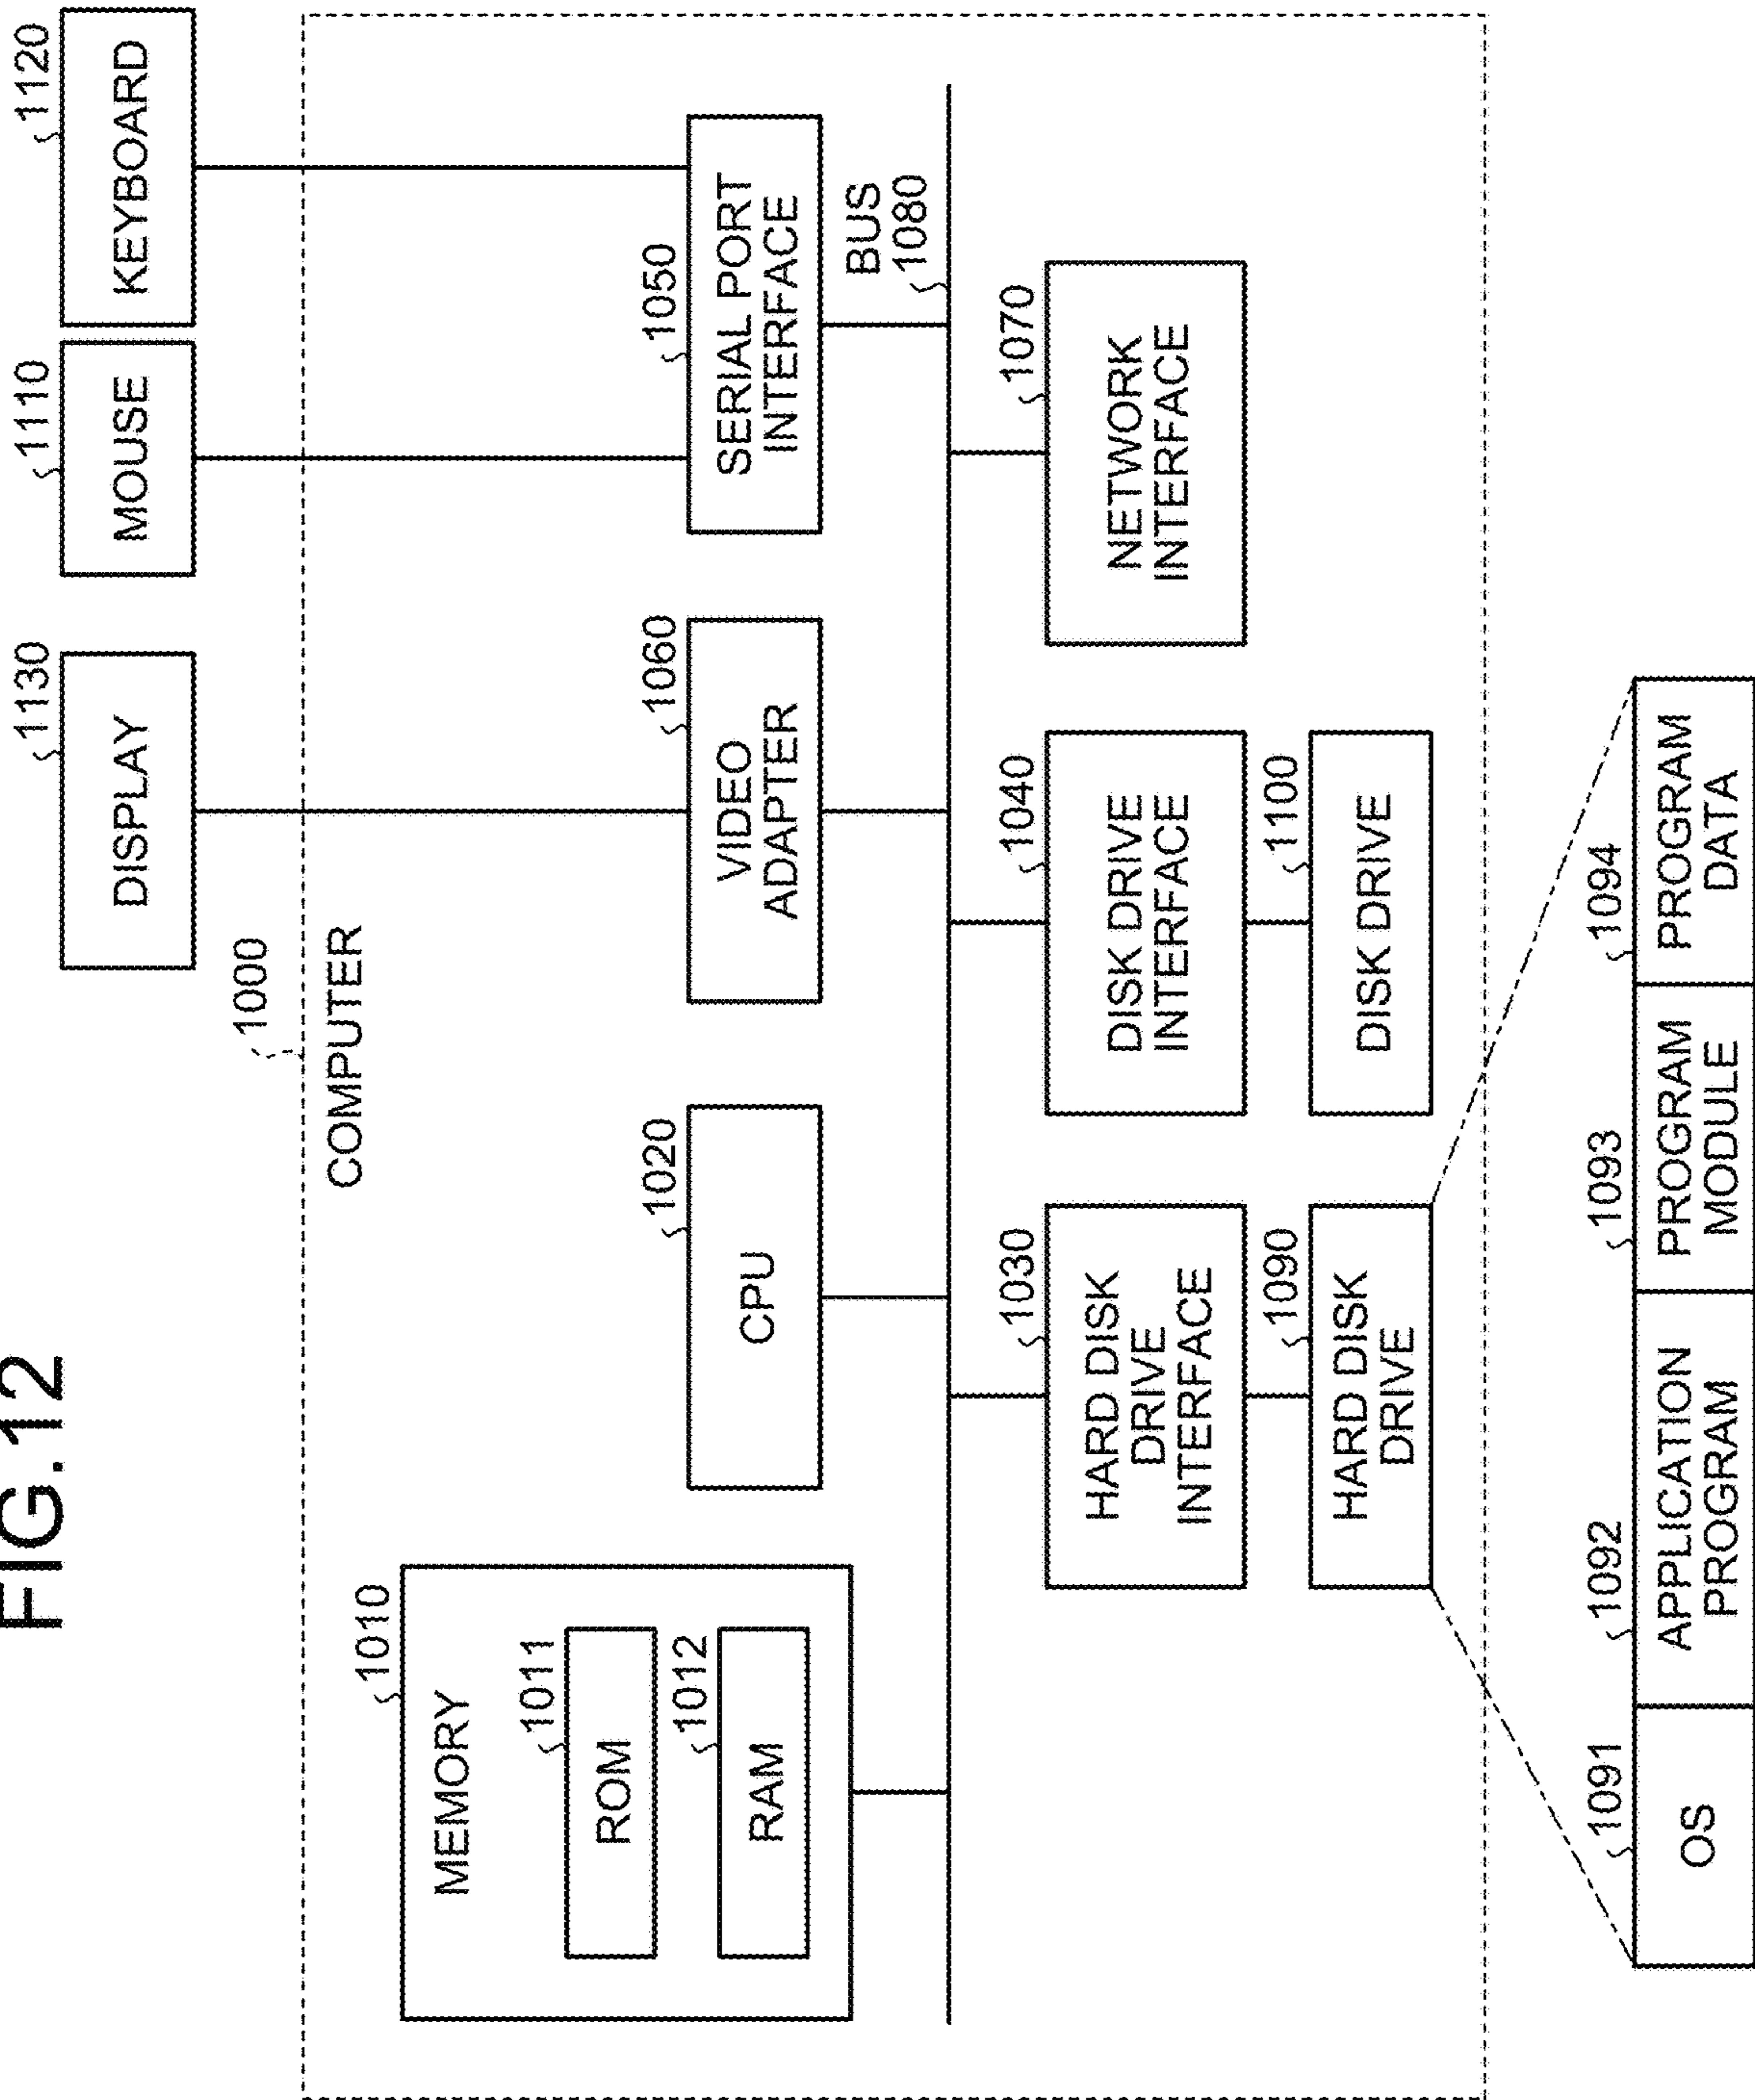 FIG.12
1130
DISPLAY
1110
MOUSE
1120
KEYBOARD
1000
COMPUTER
1010
MEMORY
1011
ROM
1012
RAM
1020
CPU
1060
VIDEO
ADAPTER
1050
SERIAL PORT
INTERFACE
BUS
1080
1030
HARD DISK
DRIVE
INTERFACE
1040
DISK DRIVE
INTERFACE
1070
NETWORK
INTERFACE
1090
HARD DISK
DRIVE
1100
DISK DRIVE
1091
OS
1092
APPLICATION
PROGRAM
1093
PROGRAM
MODULE
1094
PROGRAM
DATA